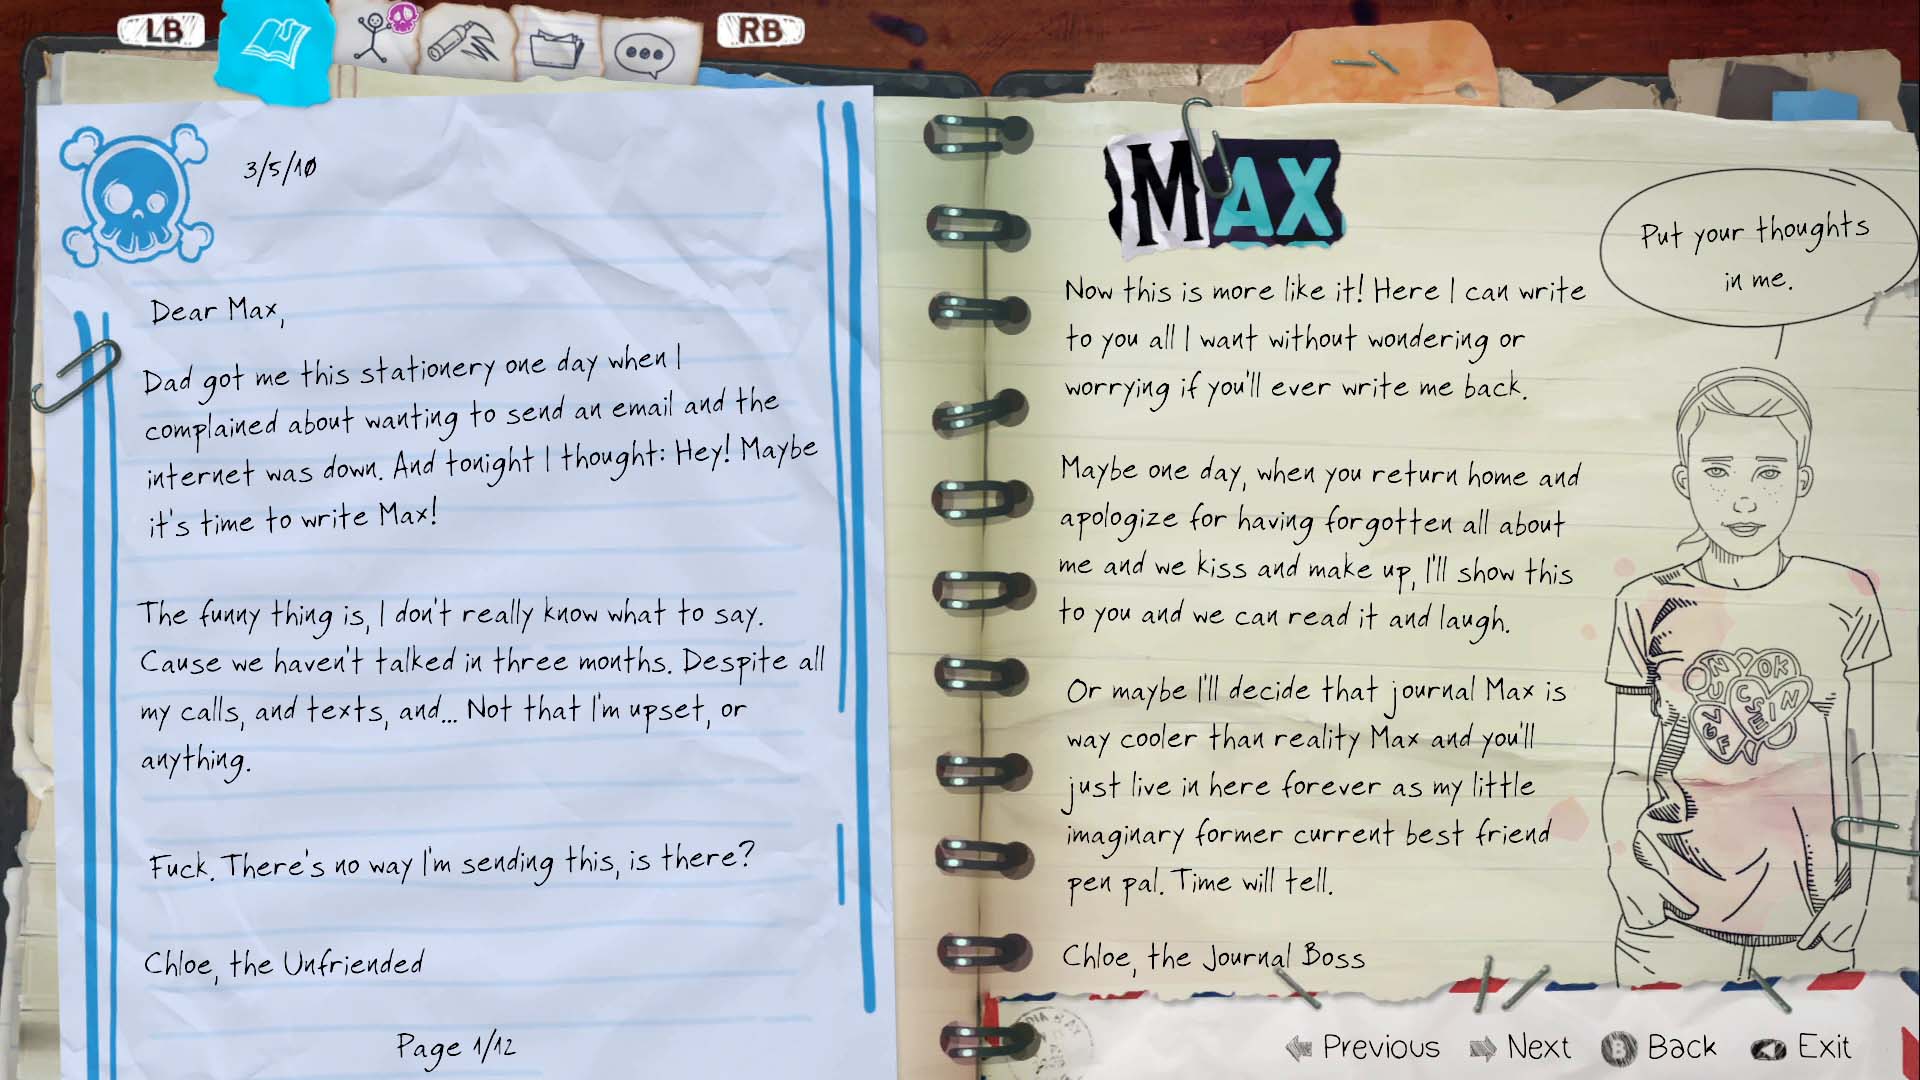 LB
RB
3/5/10
Dear Max,
Dad got me this stationery one day when I
complained about wanting to send an email and the
internet was down. And tonight I thought: Hey! Maybe
it's time to write Max!
The funny thing is, I don't really know what to say.
Cause we haven't talked in three months. Despite all
my calls, and texts, and... Not that I'm upset, or
anything.
Fuck. There's no way I'm sending this, is there?
Chloe, the Unfriended
Page 1/12
MAX
Now this is more like it! Here I can write
to you all I want without wondering or
worrying if you'll ever write me back.
Maybe one day, when you return home and
apologize for having forgotten all about
me and we kiss and make up, I'll show this
to you and we can read it and laugh.
Or maybe I'll decide that journal Max is
way cooler than reality Max and you'll
just live in here forever as my little
imaginary former current best friend
pen pal. Time will tell.
Chloe, the Journal Boss
Put your thoughts
in me.
Previous
Next
B Back
Exit